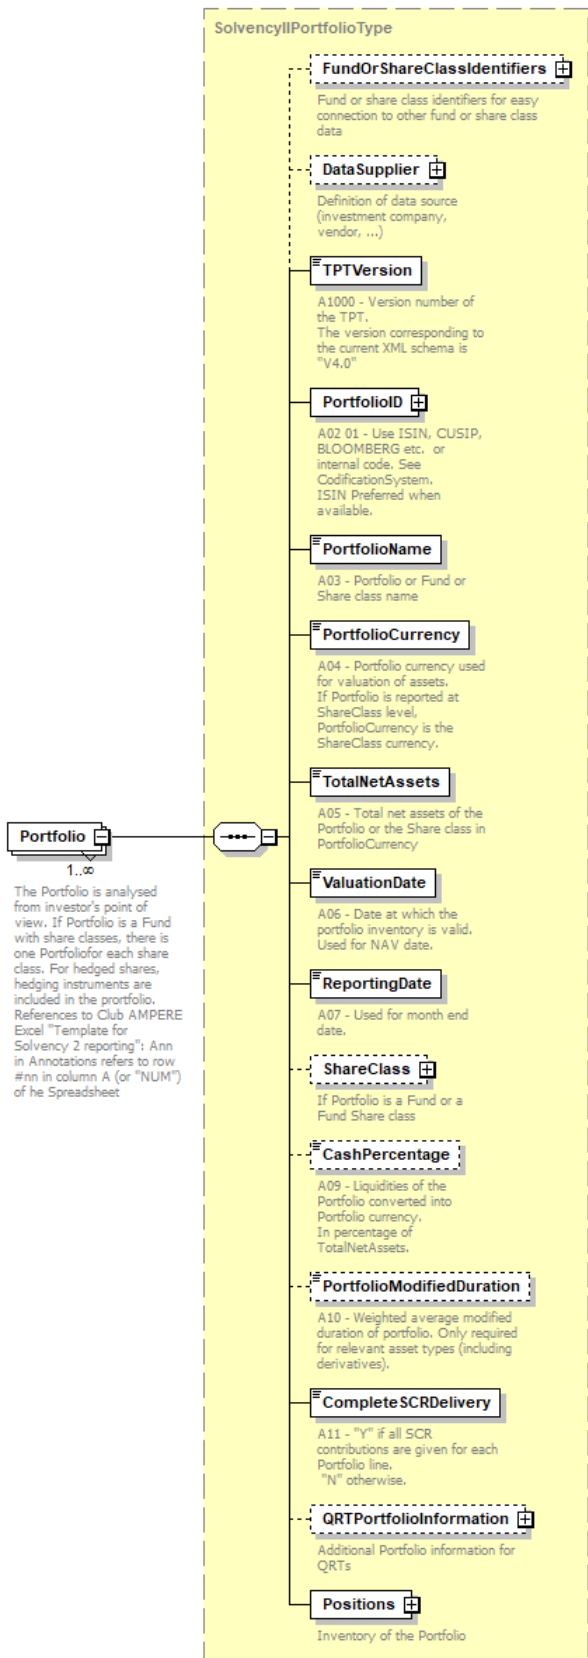 SolvencyIIPortfolioType
FundOrShareClassIdentifiers
Fund or share class identifiers for easy
connection to other fund or share class
data
DataSupplier
Definition of data source
(investment company,
vendor, ...)
TPTVersion
A1000 - Version number of
the TPT.
The version corresponding to
the current XML schema is
"V4.0"
PortfolioID
A02 01 - Use ISIN, CUSIP,
BLOOMBERG etc. or
internal code. See
CodificationSystem.
ISIN Preferred when
available.
PortfolioName
A03 - Portfolio or Fund or
Share class name
PortfolioCurrency
A04 - Portfolio currency used
for valuation of assets.
If Portfolio is reported at
ShareClass level,
PortfolioCurrency is the
ShareClass currency.
TotalNetAssets
A05 - Total net assets of the
Portfolio or the Share class in
PortfolioCurrency
Portfolio
1..∞
The Portfolio is analysed
from investor's point of
view. If Portfolio is a Fund
with share classes, there is
one Portfoliofor each share
class. For hedged shares,
hedging instruments are
included in the prortfolio.
References to Club AMPERE
Excel "Template for
Solvency 2 reporting": Ann
in Annotations refers to row
#nn in column A (or "NUM")
of he Spreadsheet
ValuationDate
A06 - Date at which the
portfolio inventory is valid.
Used for NAV date.
ReportingDate
A07 - Used for month end
date.
ShareClass
If Portfolio is a Fund or a
Fund Share class
CashPercentage
A09 - Liquidities of the
Portfolio converted into
Portfolio currency.
In percentage of
TotalNetAssets.
PortfolioModifiedDuration
A10 - Weighted average modified
duration of portfolio. Only required
for relevant asset types (including
derivatives).
CompleteSCRDelivery
A11 - "Y" if all SCR
contributions are given for each
Portfolio line.
"N" otherwise.
QRTPortfolioInformation
Additional Portfolio information for
QRTs
Positions
Inventory of the Portfolio